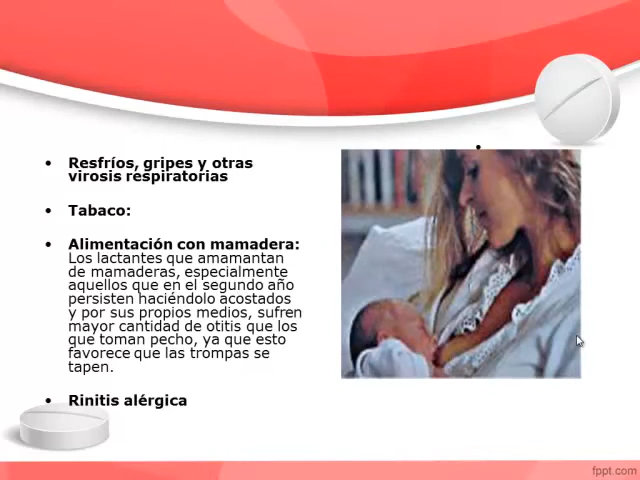 • Resfríos, gripes y otras
virosis respiratorias
• Tabaco:
• Alimentación con mamadera:
Los lactantes que amamantan
de mamaderas, especialmente
aquellos que en el segundo año
persisten haciéndolo acostados
y por sus propios medios, sufren
mayor cantidad de otitis que los
que toman pecho, ya que esto
favorece que las trompas se
tapen.
• Rinitis alérgica
fppt.com